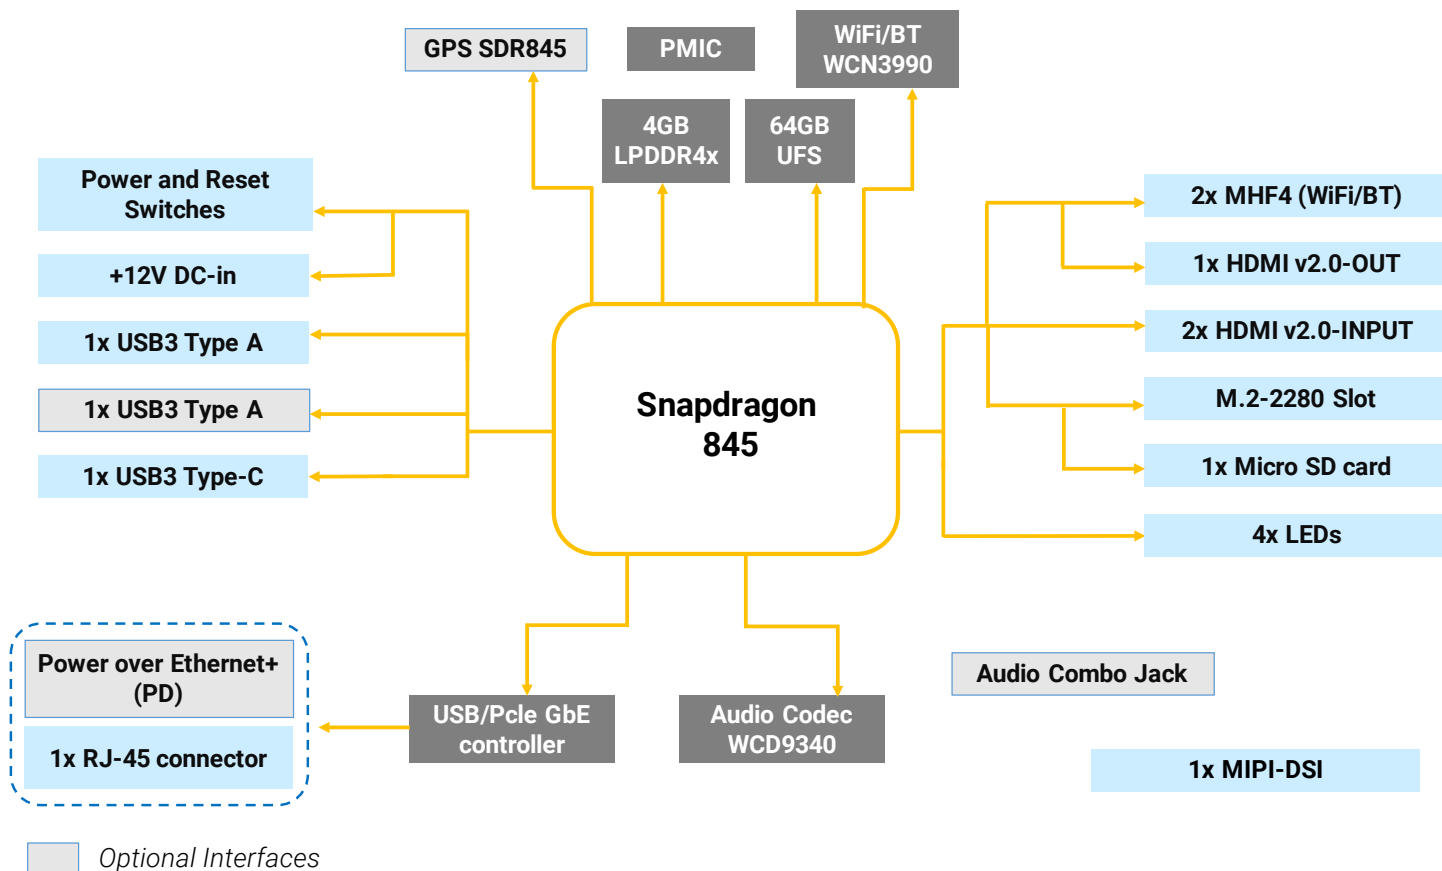 GPS SDR845
PMIC
WiFi/BT
WCN3990
4GB
LPDDR4x
64GB
UFS
Power and Reset
Switches
+12V DC-in
1x USB3 Type A
1x USB3 Type A
1x USB3 Type-C
Snapdragon
845
2x MHF4 (WiFi/BT)
1x HDMI v2.0-OUT
2x HDMI v2.0-INPUT
M.2-2280 Slot
1x Micro SD card
4x LEDs
Power over Ethernet+
(PD)
1x RJ-45 connector
USB/Pcle GbE
controller
Audio Codec
WCD9340
Audio Combo Jack
1x MIPI-DSI
Optional Interfaces